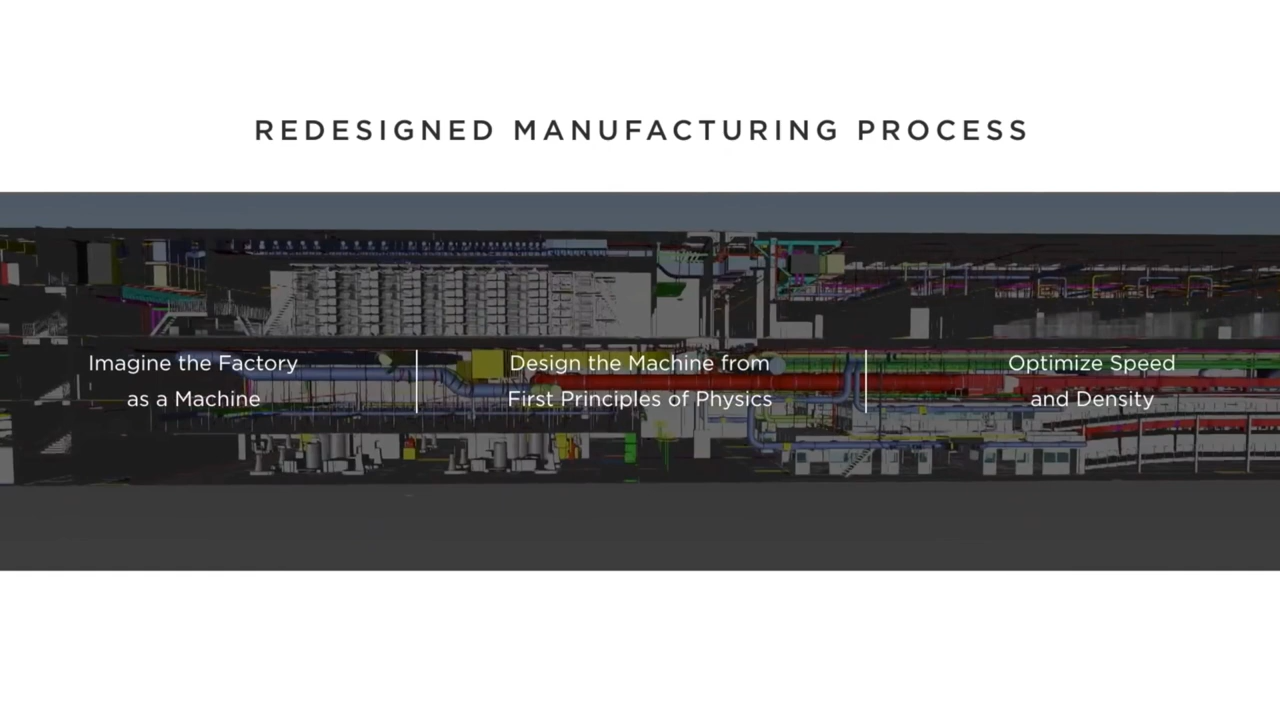 REDESIGNED MANUFACTURING PROCESS
Imagine the Factory
as a Machine
Design the Machine from
First Principles of Physics
Optimize Speed
and Density